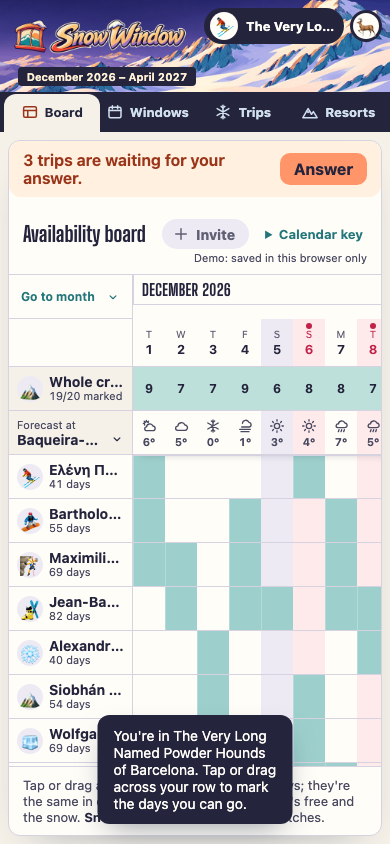 SnowWindow
The Very Lo...
December 2026 – April 2027
Board
Windows
Trips
Resorts
3 trips are waiting for your
answer.
Answer
Availability board
Invite
Calendar key
Demo: saved in this browser only
Go to month
DECEMBER 2026
T W T F S S M T
1 2 3 4 5 6 7 8
Whole cr...
19/20 marked
9 7 7 9 6 8 8 7
Forecast at
Baqueira-...
6° 5° 0° 1° 3° 4° 7° 5°
Ελένη Π...
41 days
Bartholo...
55 days
Maximili...
69 days
Jean-Ba...
82 days
Alexandr...
40 days
Siobhán ...
54 days
Wolfga
69 days
You're in The Very Long
Named Powder Hounds
of Barcelona. Tap or drag
across your row to mark
the days you can go.
Tap or drag
s; they're
the same in
's free and
the snow.
tches.